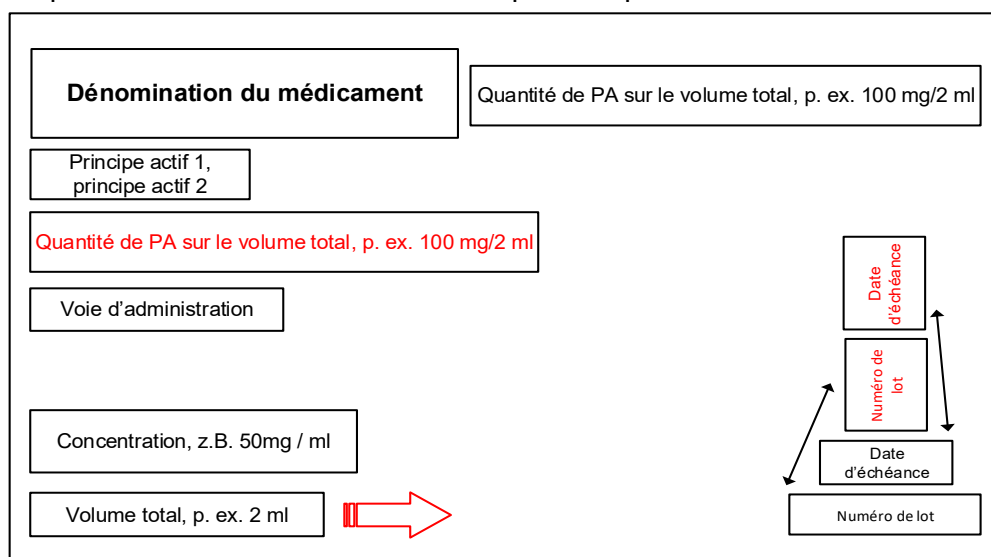 Dénomination du médicament
Quantité de PA sur le volume total, p. ex. 100 mg/2 ml
Principe actif 1,
principe actif 2
Quantité de PA sur le volume total, p. ex. 100 mg/2 ml
Voie d'administration
Date
d'échéance
Numéro de
lot
Concentration, z.B. 50mg / ml
Date
d'échéance
Volume total, p. ex. 2 ml
Numéro de lot